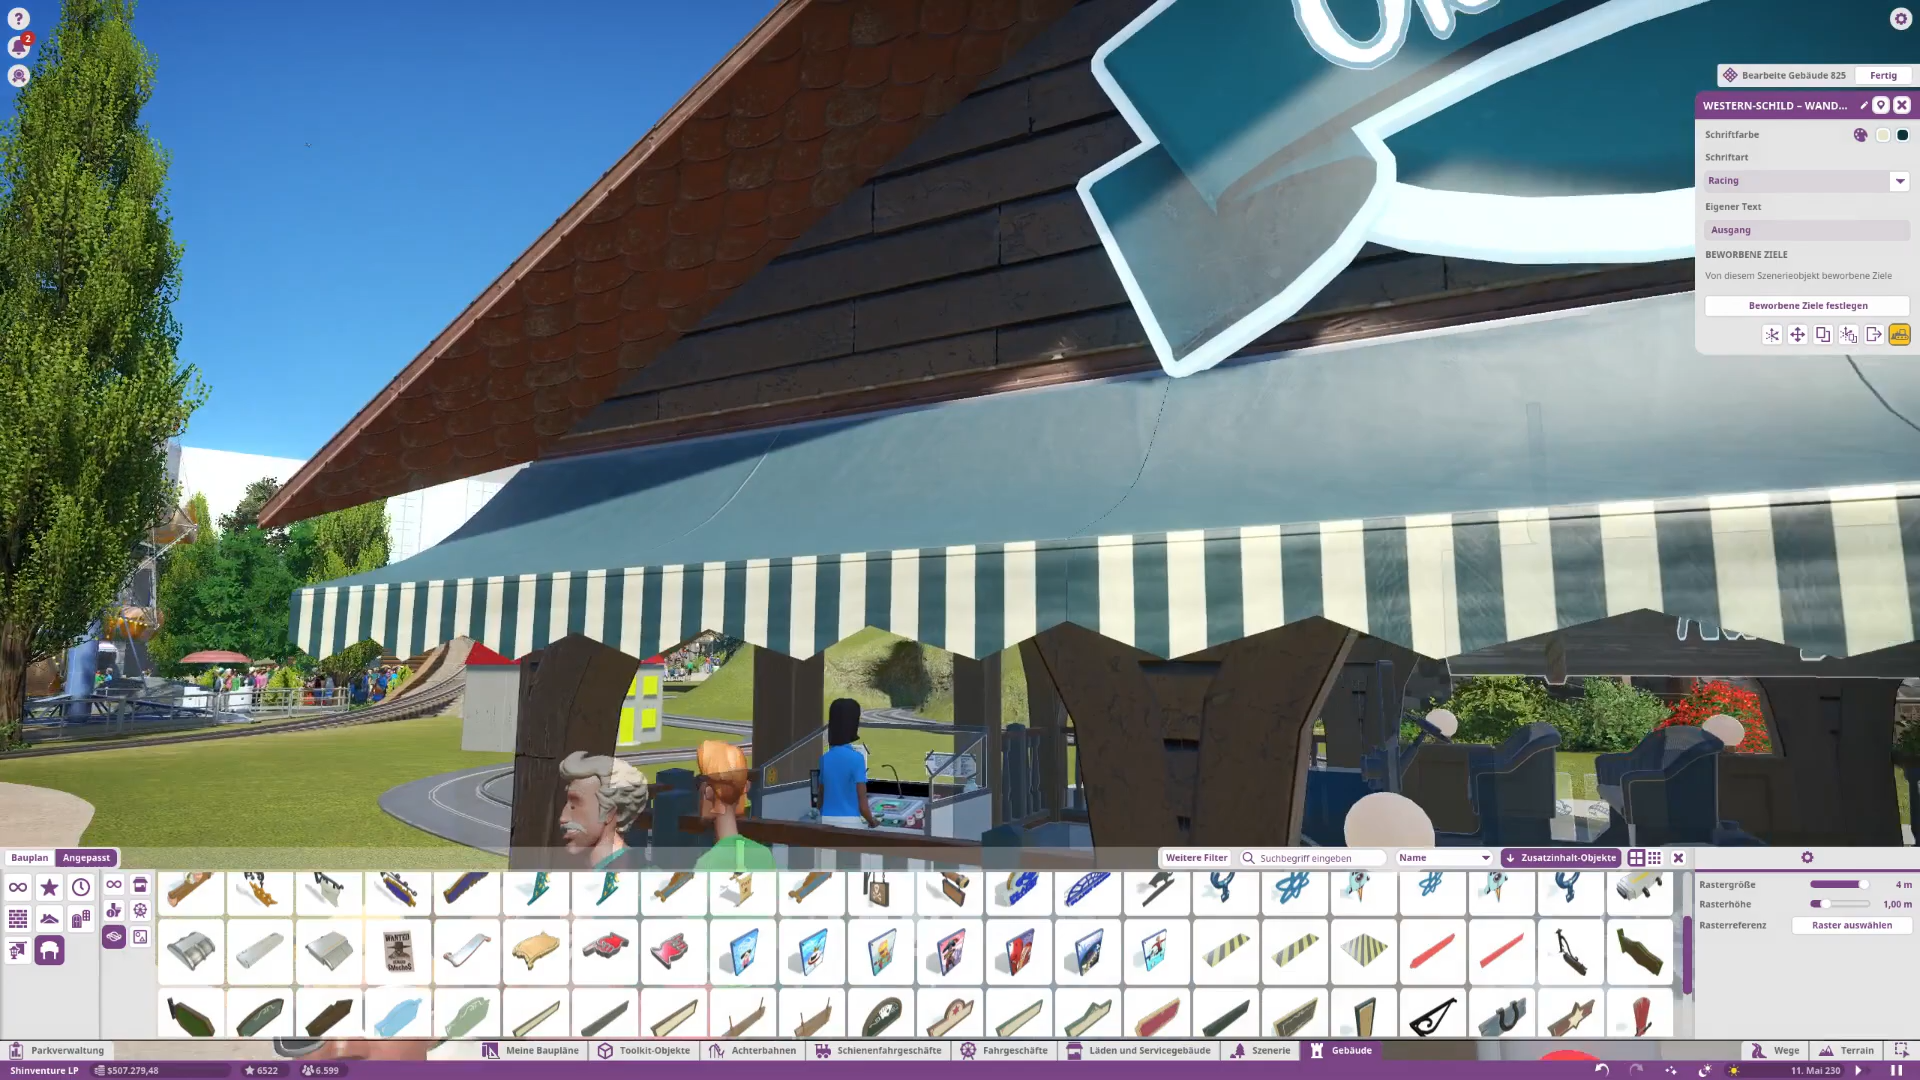 ?
2
Bearbeite Gebäude 825
Fertig
WESTERN-SCHILD – WAND...
Schriftfarbe
Schriftart
Racing
Eigener Text
Ausgang
BEWORBENE ZIELE
Von diesem Szenerieobjekt beworbene Ziele
Beworbene Ziele festlegen
Bauplan
Angepasst
Weitere Filter
Suchbegriff eingeben
Name
Zusatzinhalt-Objekte
Rastergröße
4 m
Rasterhöhe
1,00 m
Rasterreferenz
Raster auswählen
WANTED
Parkverwaltung
Meine Baupläne
Toolkit-Objekte
Achterbahnen
Schienenfahrgeschäfte
Fahrgeschäfte
Läden und Servicegebäude
Szenerie
Gebäude
Wege
Terrain
Shinventure LP
$507.279,48
6522
6.599
11. Mai 230